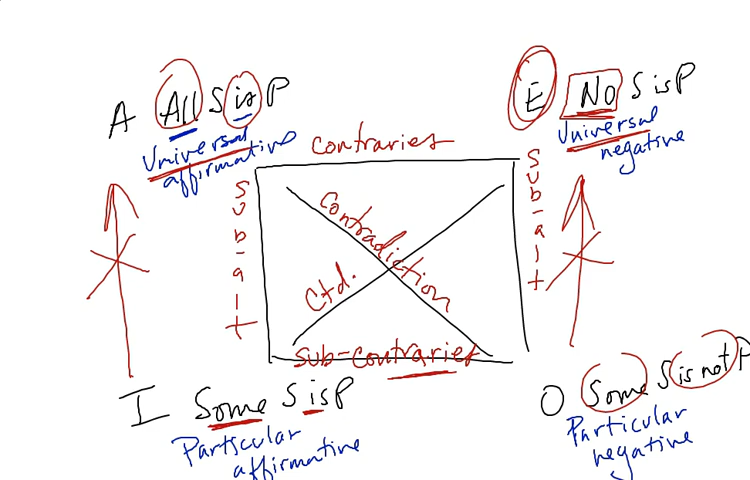 A All S is P
Universal affirmative
E No S is P
Universal negative
contraries
Sub-alt
Sub-alt
Contradiction
Ctd.
Sub-contraries
I Some S is P
Particular affirmative
O Some S is not P
Particular negative